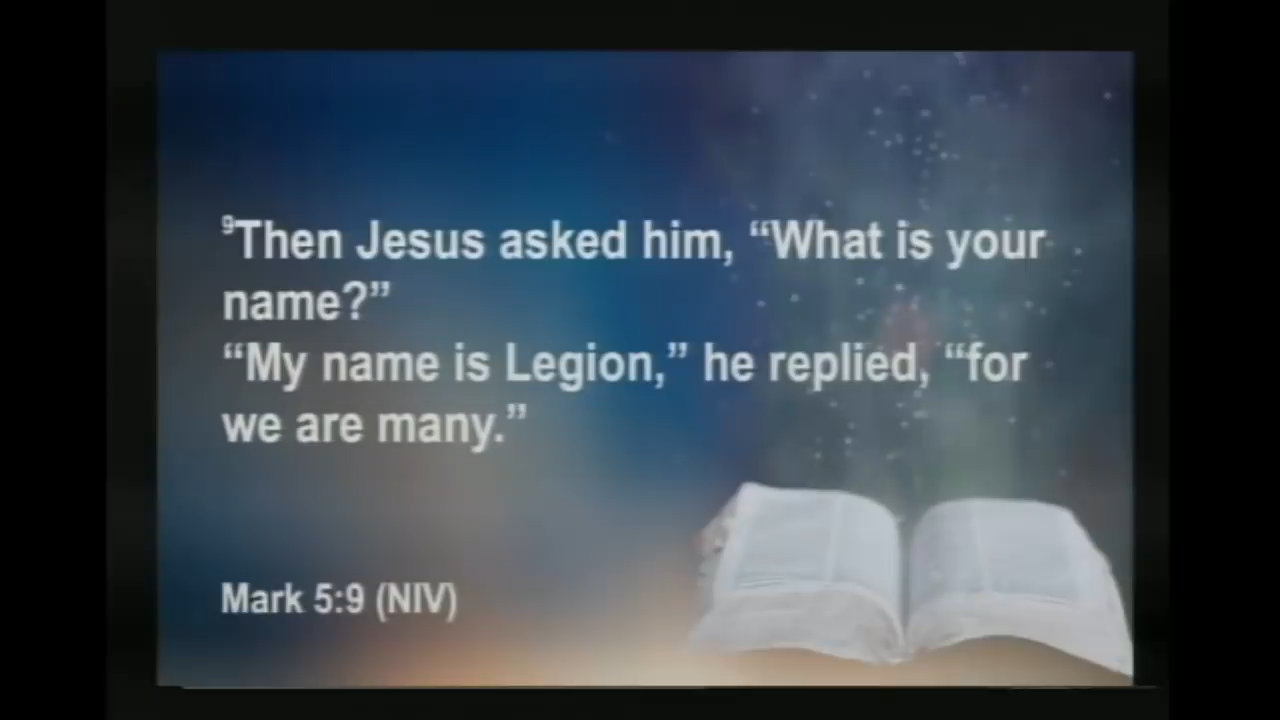 ⁹Then Jesus asked him, “What is your
name?”
“My name is Legion,” he replied, “for
we are many.”
Mark 5:9 (NIV)